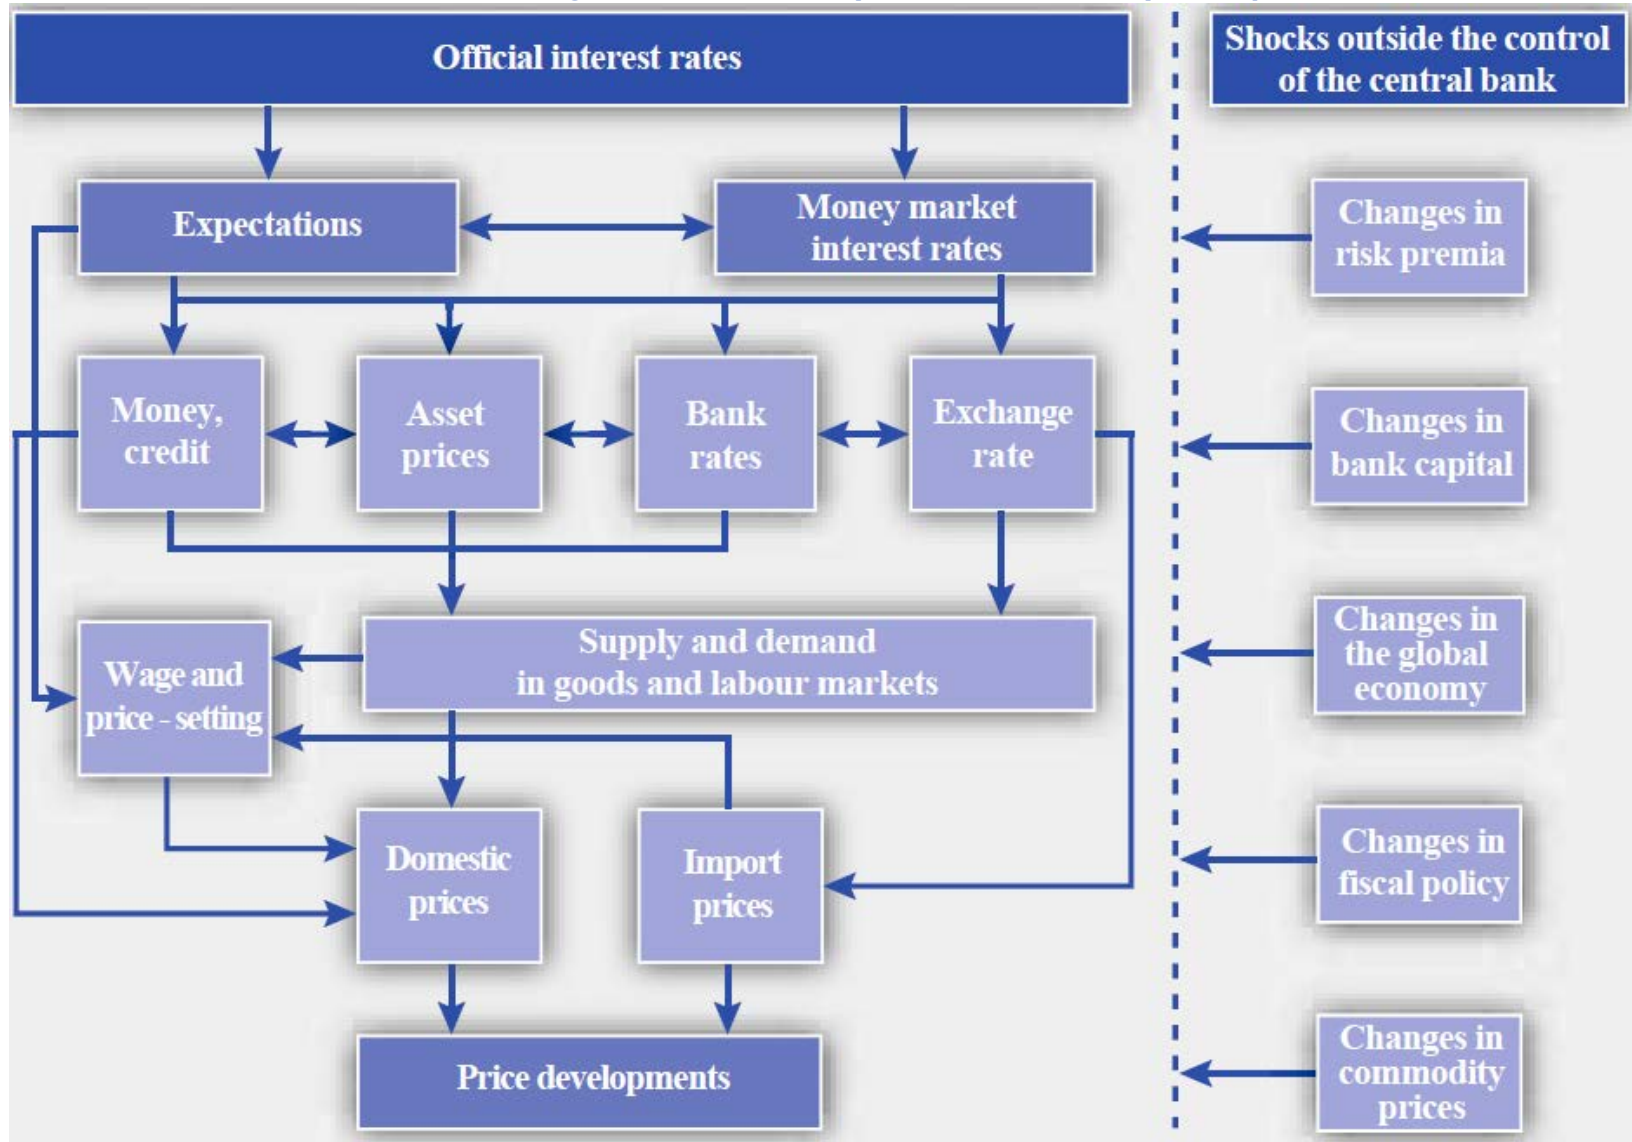 Official interest rates
Shocks outside the control
of the central bank
Expectations
Money market
interest rates
Changes in
risk premia
Money,
credit
Asset
prices
Bank
rates
Exchange
rate
Changes in
bank capital
Supply and demand
in goods and labour markets
Changes in
the global
economy
Wage and
price - setting
Domestic
prices
Import
prices
Changes in
fiscal policy
Price developments
Changes in
commodity
prices